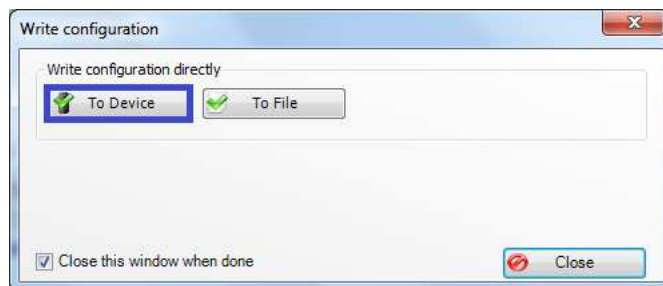 Write configuration
Write configuration directly
To Device
To File
Close this window when done
Close